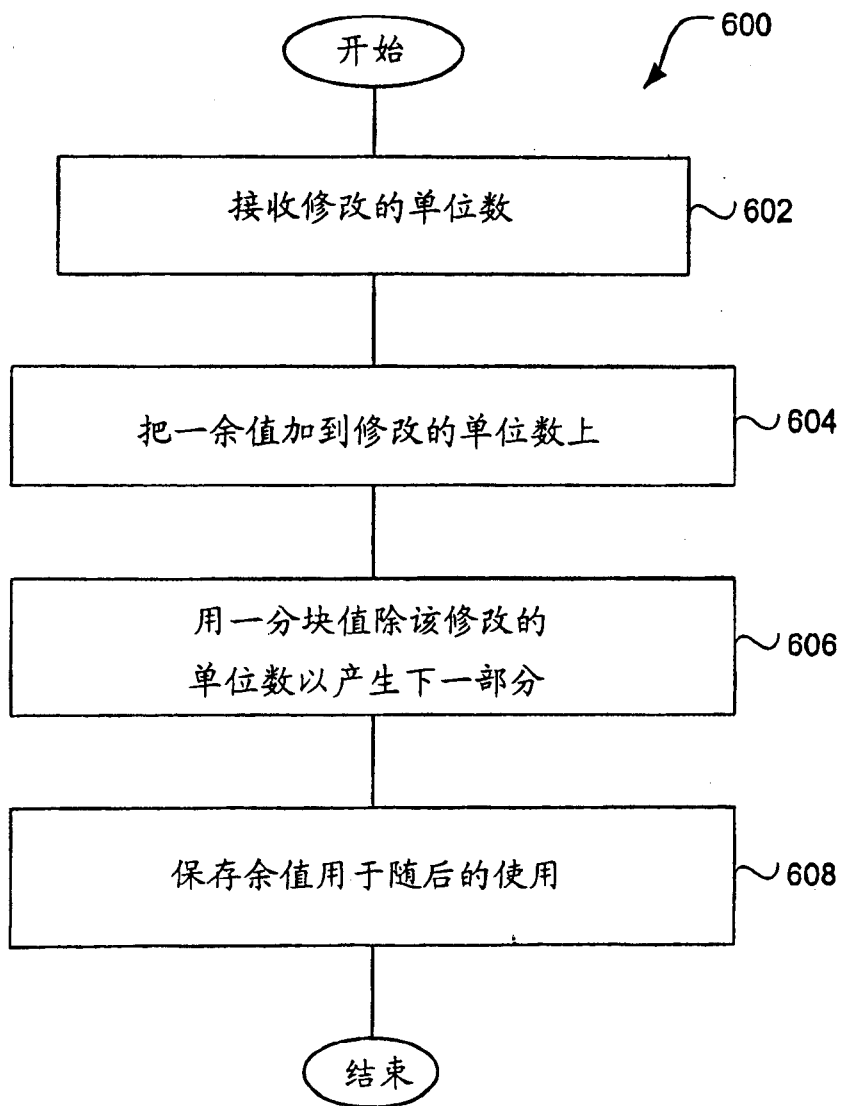 开始
600
接收修改的单位数
602
把一余值加到修改的单位数上
604
用一分块值除该修改的
单位数以产生下一部分
606
保存余值用于随后的使用
608
结束